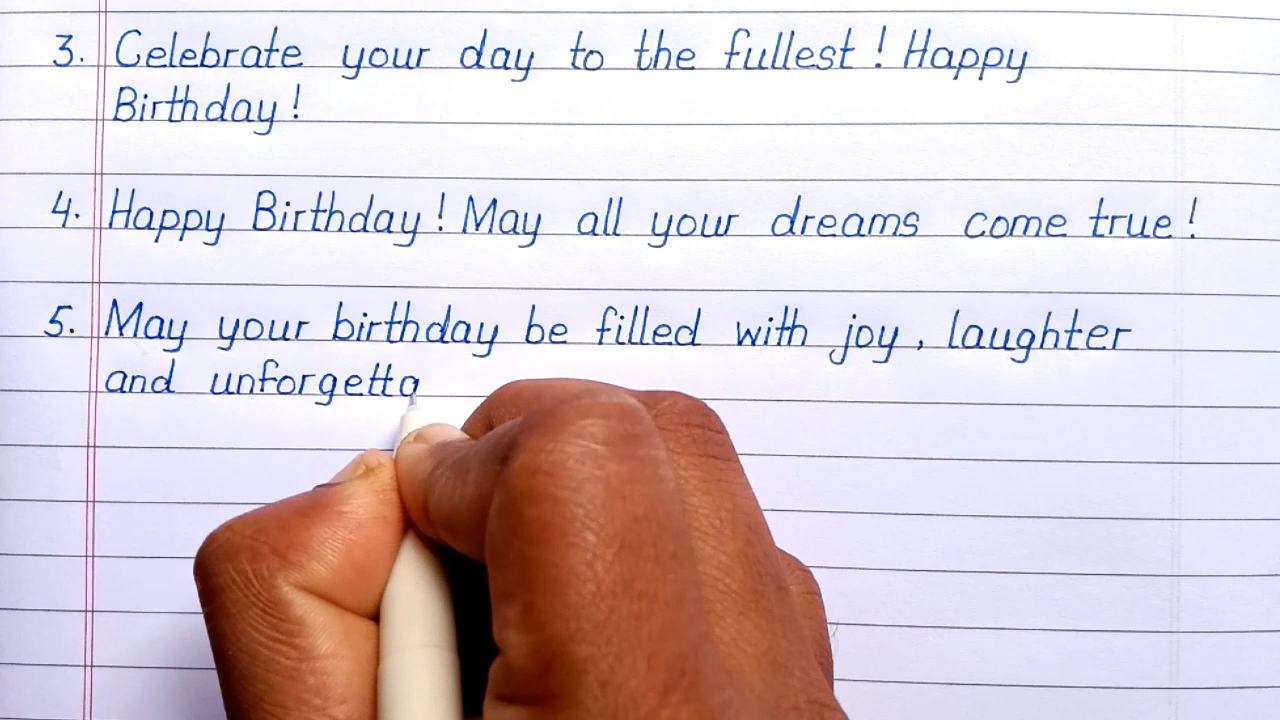 3. Celebrate your day to the fullest! Happy
Birthday!
4. Happy Birthday! May all your dreams come true!
5. May your birthday be filled with joy, laughter
and unforgetta